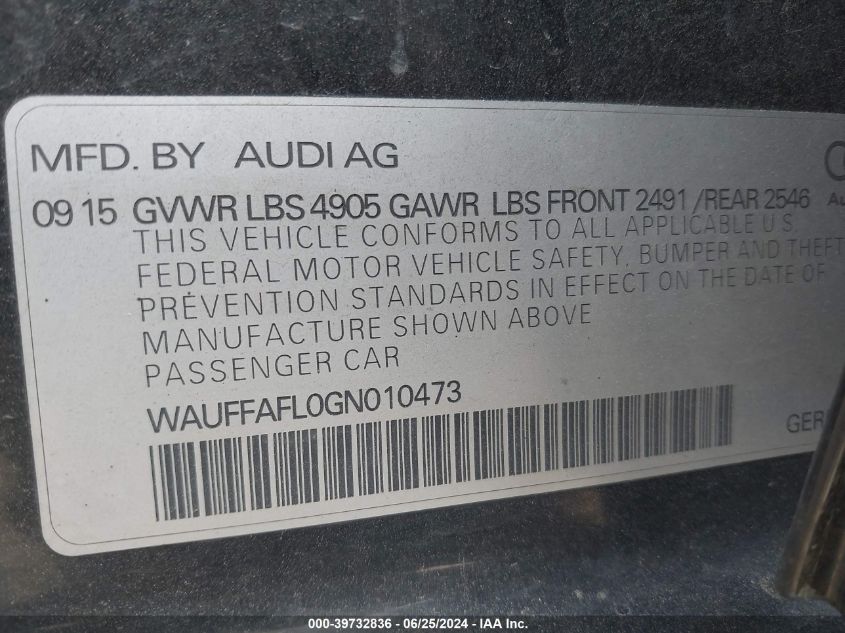 MFD. BY AUDI AG
09 15 GVWR LBS 4905 GAWR LBS FRONT 2491 /REAR 2546
THIS VEHICLE CONFORMS TO ALL APPLICABLE U.S.
FEDERAL MOTOR VEHICLE SAFETY, BUMPER AND THEFT
PREVENTION STANDARDS IN EFFECT ON THE DATE OF
MANUFACTURE SHOWN ABOVE
PASSENGER CAR
WAUFFAFL0GN010473
000-39732836 - 06/25/2024 - IAA Inc.